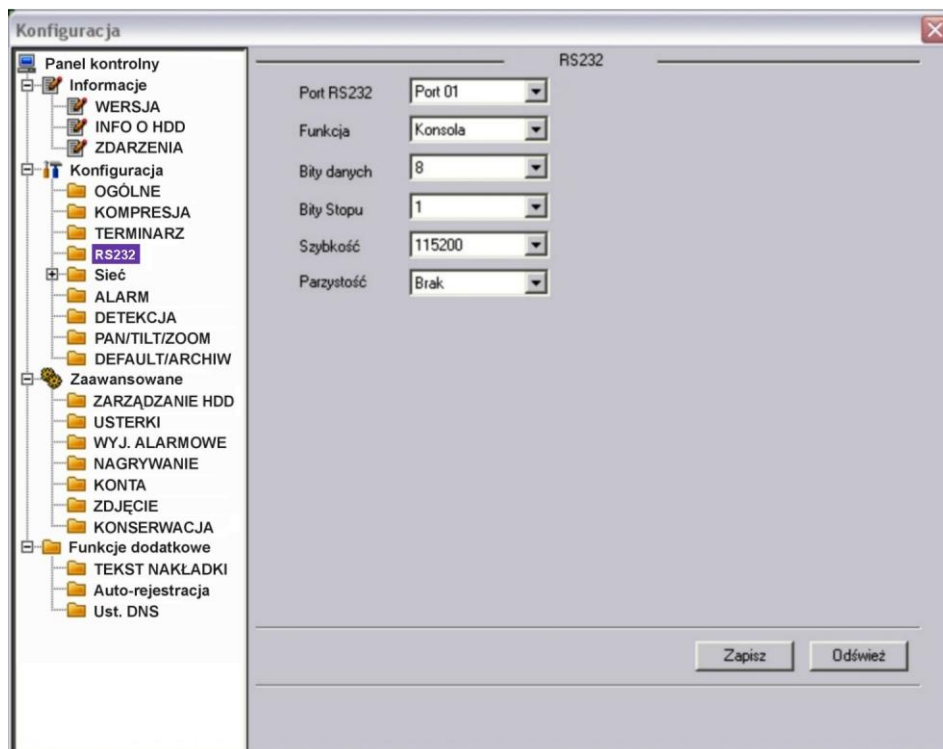 Konfiguracja
Panel kontrolny
Informacje
WERSJA
INFO O HDD
ZDARZENIA
Konfiguracja
OGÓLNE
KOMPRESJA
TERMINARZ
RS232
Sieć
ALARM
DETEKCJA
PAN/TILT/ZOOM
DEFAULT/ARCHIW
Zaawansowane
ZARZĄDZANIE HDD
USTERKI
WYJ. ALARMOWE
NAGRYWANIE
KONTA
ZDJĘCIE
KONSERWACJA
Funkcje dodatkowe
TEKST NAKŁADKI
Auto-rejestracja
Ust. DNS
RS232
Port RS232 Port 01
Funkcja Konsola
Bity danych 8
Bity Stopu 1
Szybkość 115200
Parzystość Brak
Zapisz Odśwież